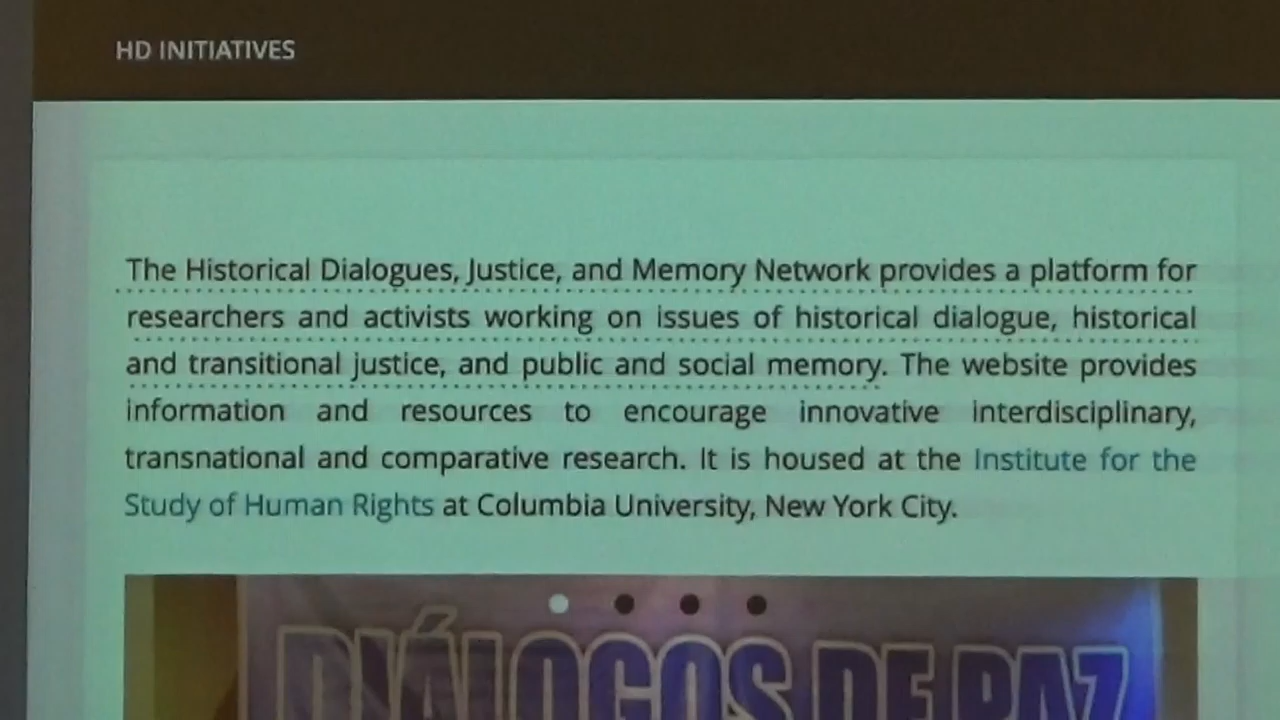 HD INITIATIVES
The Historical Dialogues, Justice, and Memory Network provides a platform for
researchers and activists working on issues of historical dialogue, historical
and transitional justice, and public and social memory. The website provides
information and resources to encourage innovative interdisciplinary,
transnational and comparative research. It is housed at the Institute for the
Study of Human Rights at Columbia University, New York City.
DIÁLOGOS DE PAZ